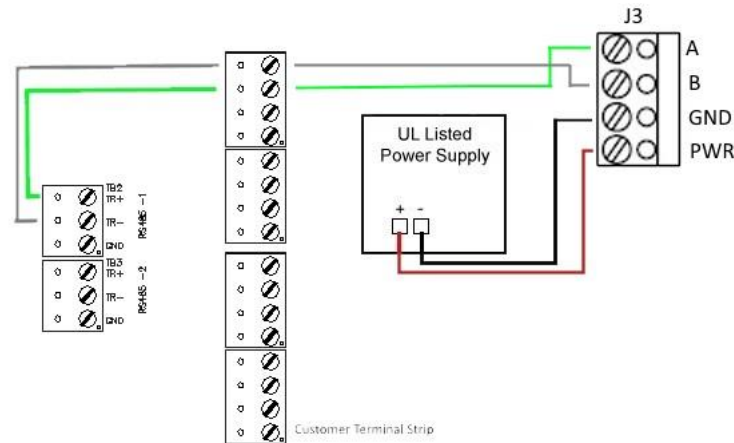 J3
A
B
GND
PWR
UL Listed
Power Supply
+ -
TB2
TR+
TR-
GND
RS485 -1
TB3
TR+
TR-
GND
RS485 -2
Customer Terminal Strip